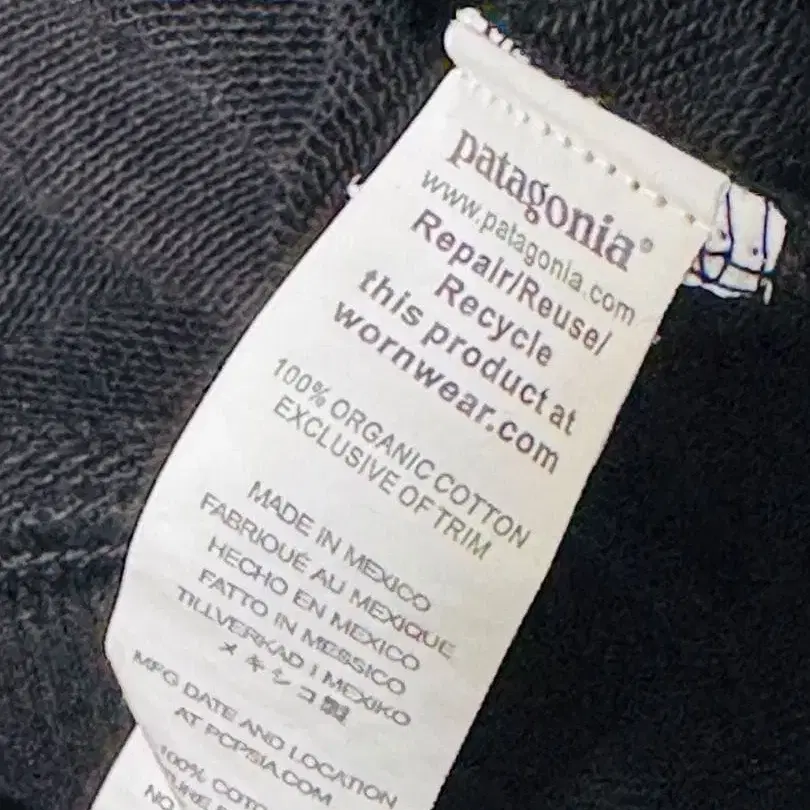 patagonia®
www.patagonia.com
Repair/Reuse/
Recycle
this product at
wornwear.com
100% ORGANIC COTTON
EXCLUSIVE OF TRIM
MADE IN MEXICO
FABRIQUÉ AU MEXIQUE
HECHO EN MEXICO
FATTO IN MESSICO
TILLVERKAD I MEXIKO
メキシコ製
MFG DATE AND LOCATION
AT PCPSIA.COM
100%